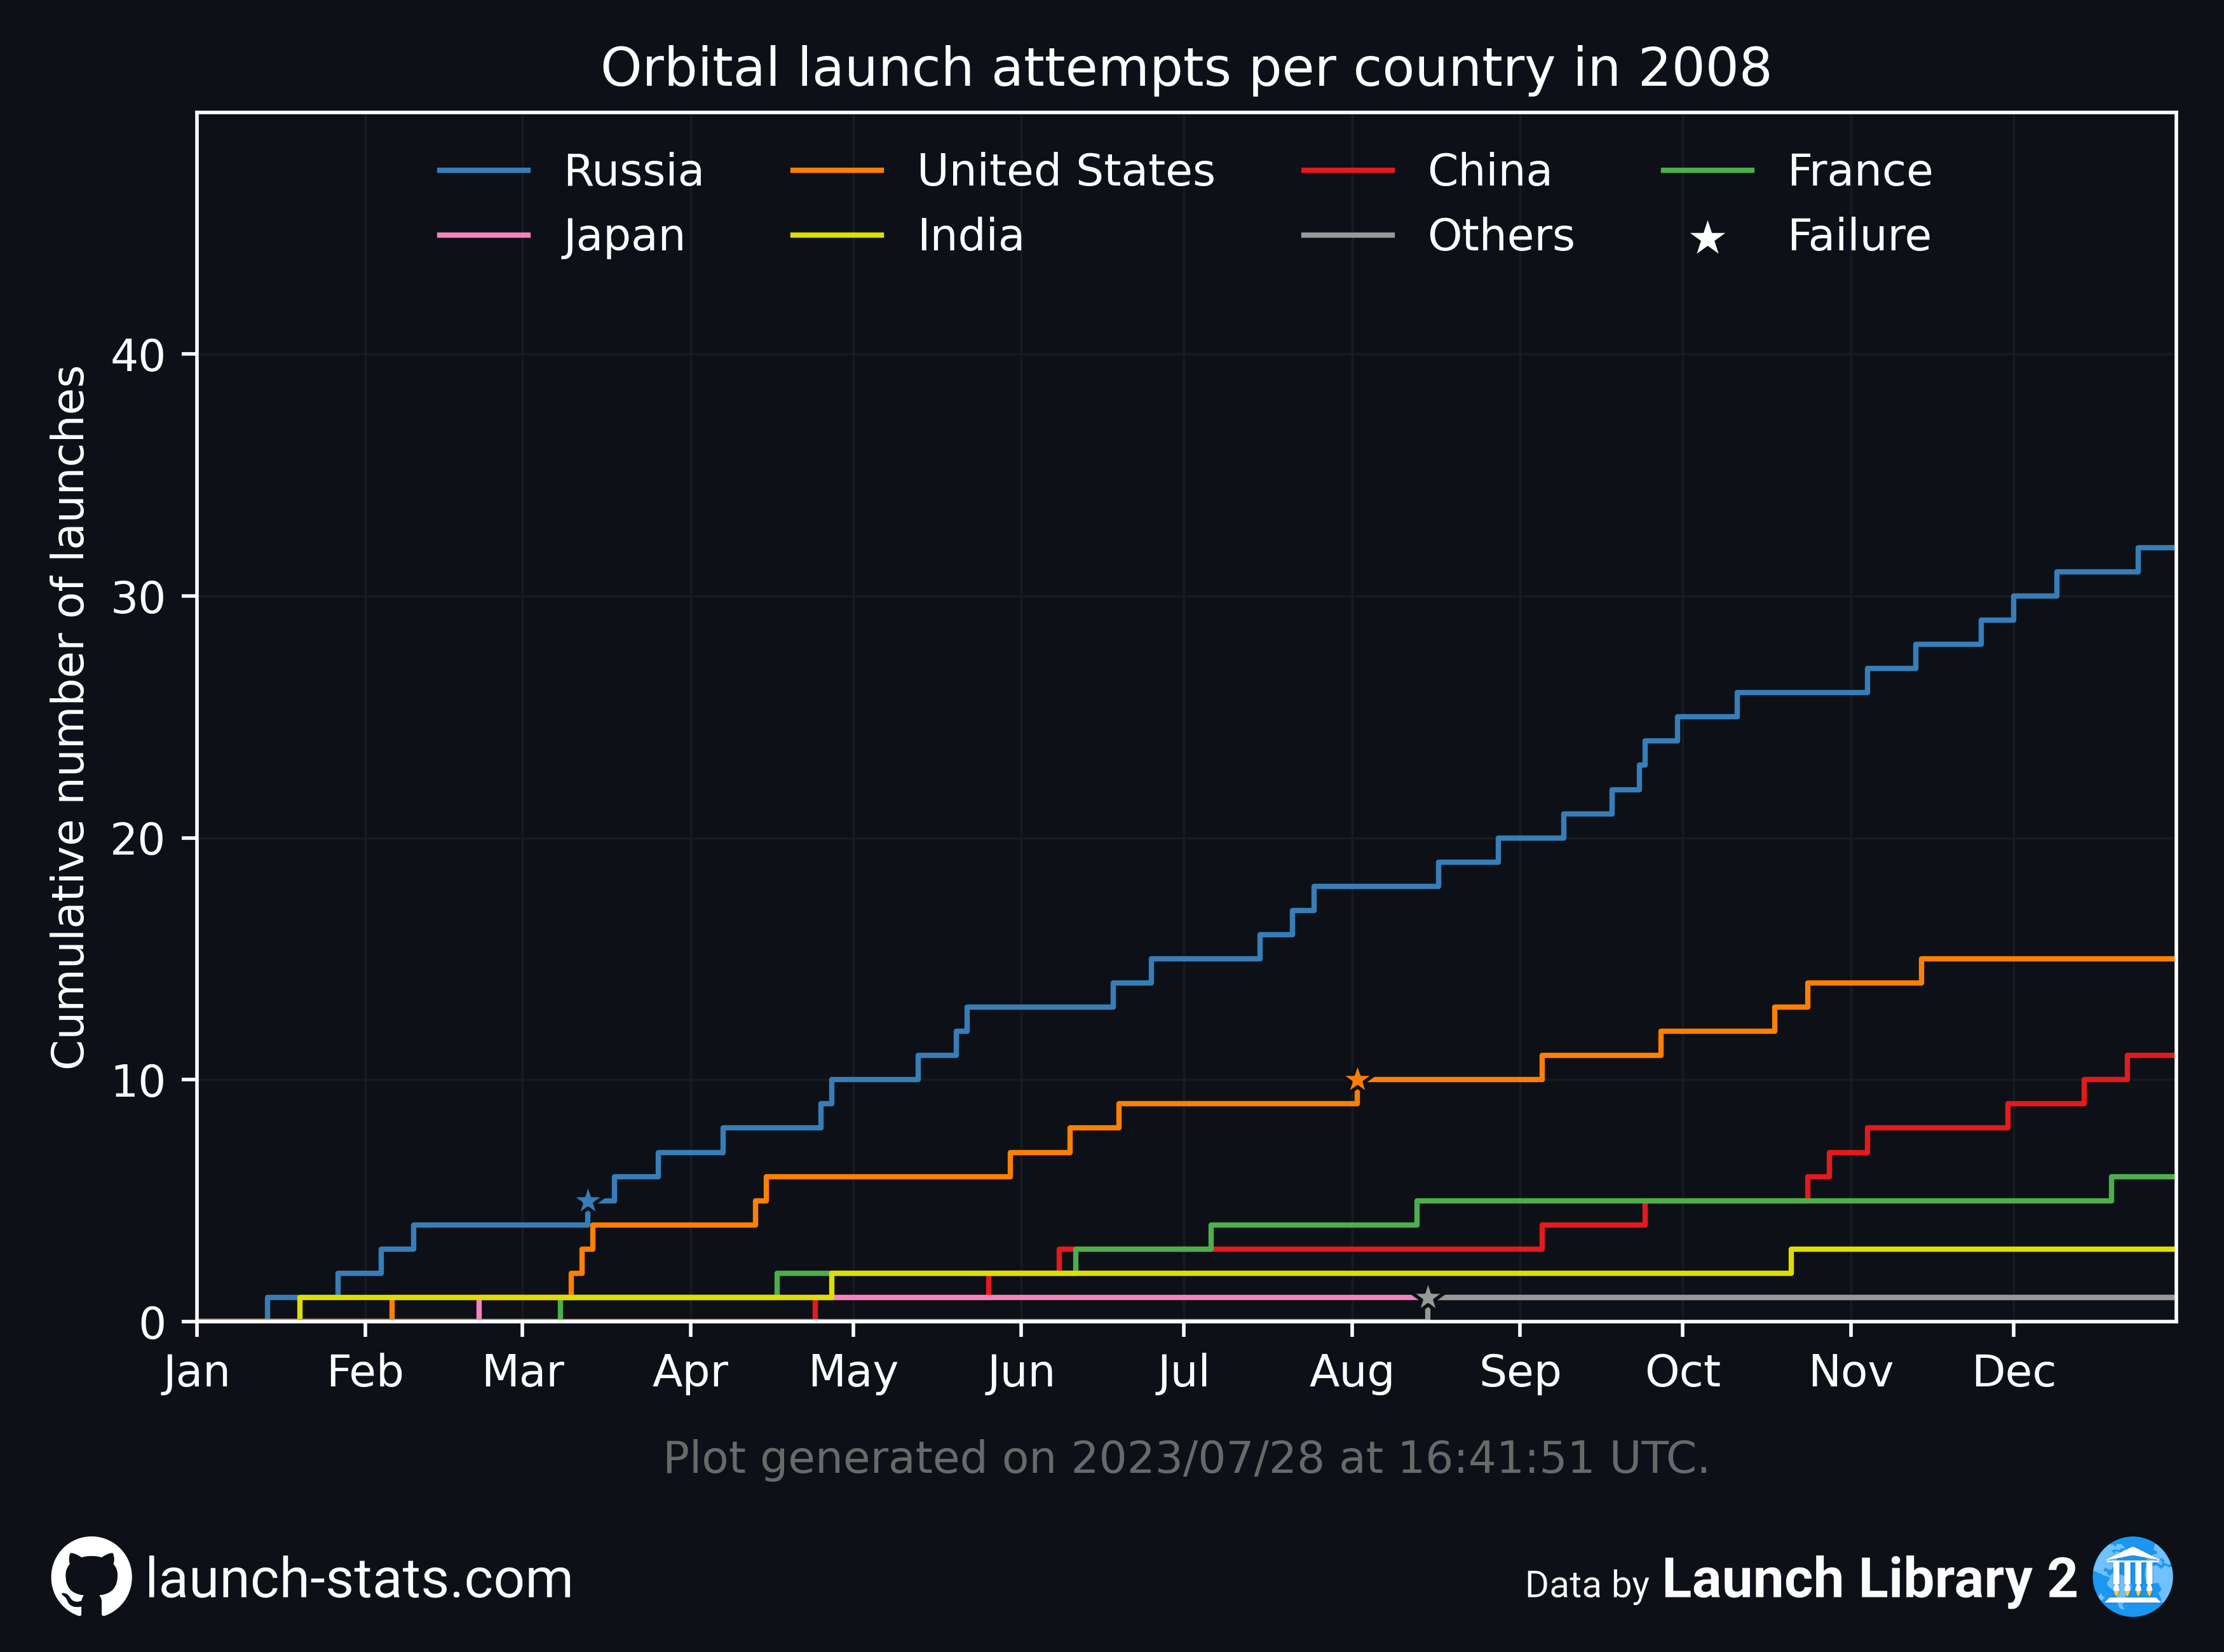 Orbital launch attempts per country in 2008
Russia United States China France
Japan India Others Failure
Cumulative number of launches
40
30
20
10
0
Jan Feb Mar Apr May Jun Jul Aug Sep Oct Nov Dec
Plot generated on 2023/07/28 at 16:41:51 UTC.
launch-stats.com
Data by Launch Library 2